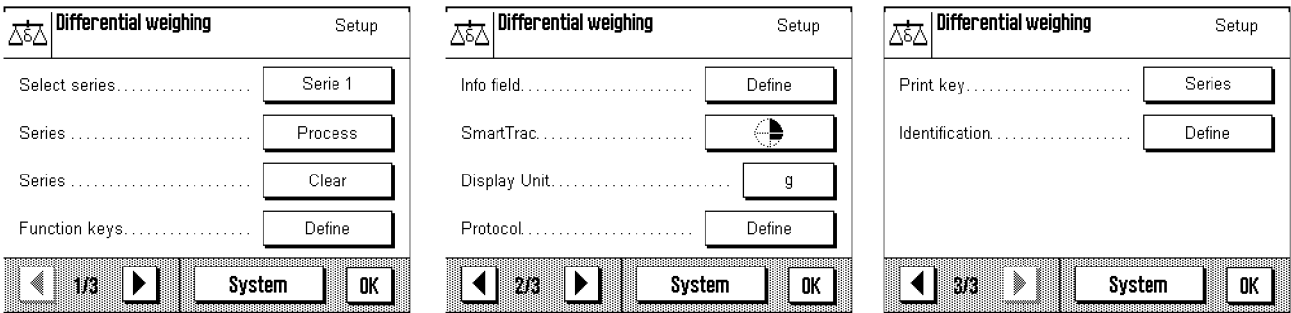 Differential weighing Setup
Select series......................... Serie 1
Series ......................... Process
Series ......................... Clear
Function keys......................... Define
1/3 System OK
Differential weighing Setup
Info field......................... Define
SmartTrac.........................
Display Unit......................... g
Protocol......................... Define
2/3 System OK
Differential weighing Setup
Print key......................... Series
Identification......................... Define
3/3 System OK